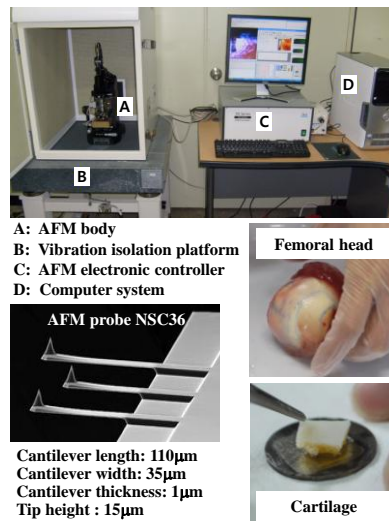 A
B
C
D
A: AFM body
B: Vibration isolation platform
C: AFM electronic controller
D: Computer system
Femoral head
AFM probe NSC36
Cantilever length: 110μm
Cantilever width: 35μm
Cantilever thickness: 1μm
Tip height : 15μm
Cartilage